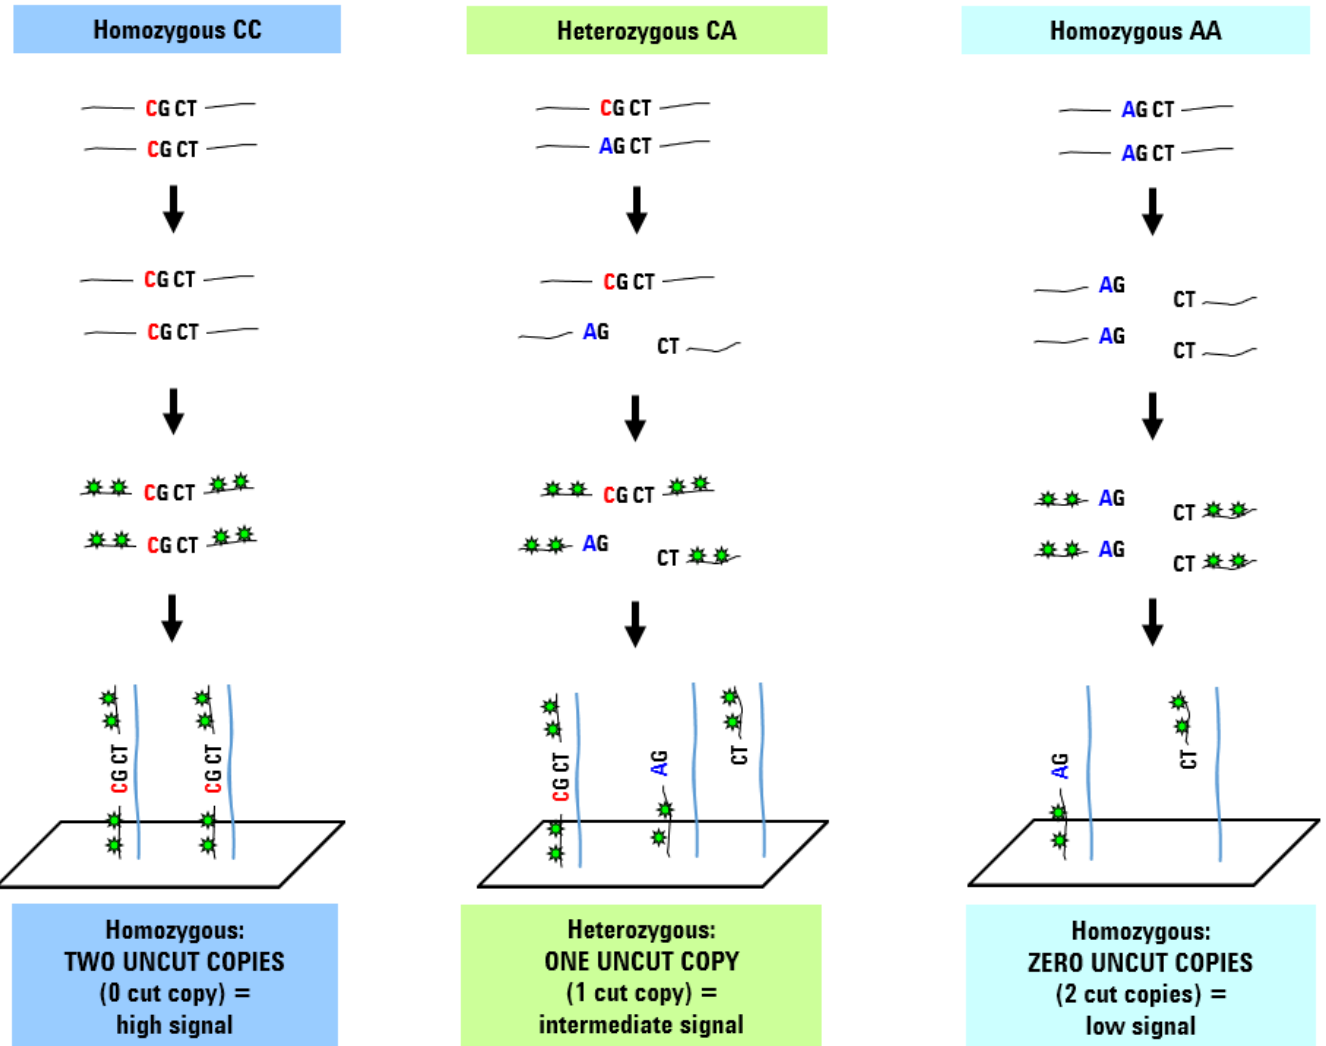 Homozygous CC
Heterozygous CA
Homozygous AA
CG CT
CG CT
AG CT
CG CT
AG CT
AG CT
CG CT
CG CT
AG
CT
CG CT
AG
CT
AG
CT
CG CT
CG CT
AG
CT
CG CT
AG
CT
AG
CT
CG CT
CG CT
CG CT
AG
CT
AG
CT
Homozygous:
TWO UNCUT COPIES
(0 cut copy) =
high signal
Heterozygous:
ONE UNCUT COPY
(1 cut copy) =
intermediate signal
Homozygous:
ZERO UNCUT COPIES
(2 cut copies) =
low signal